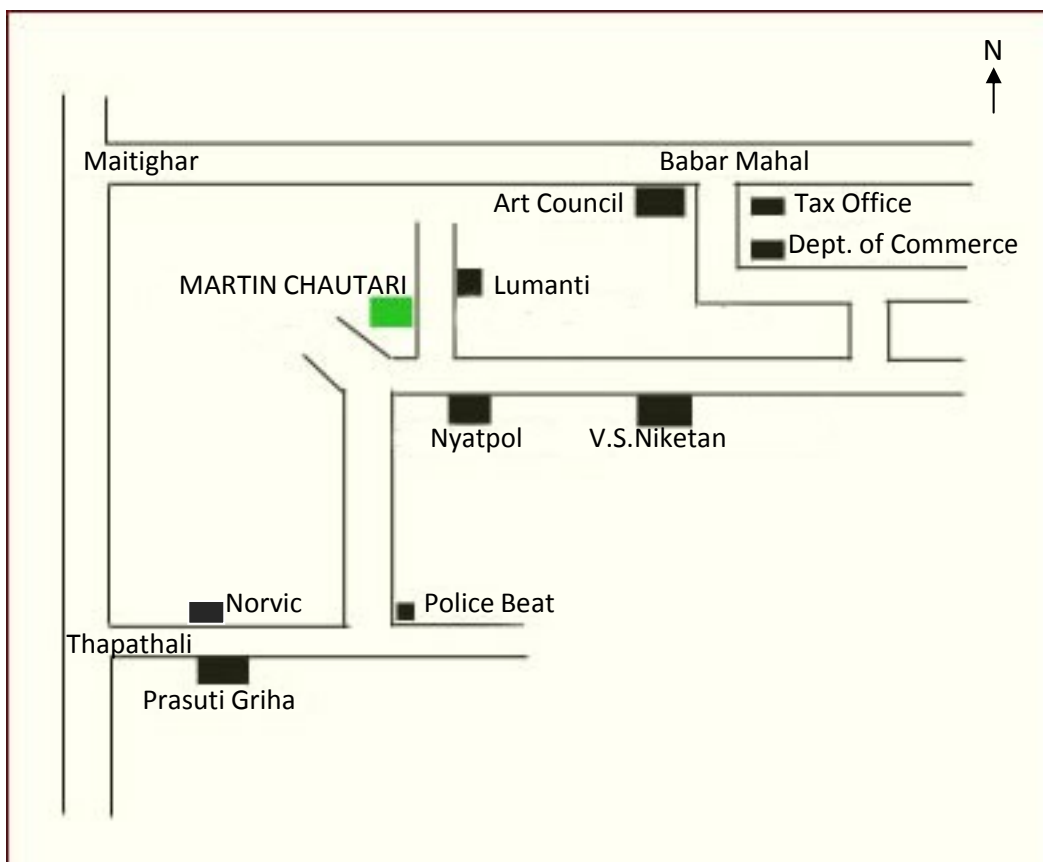 N
Maitighar
Babar Mahal
Art Council
Tax Office
Dept. of Commerce
MARTIN CHAUTARI
Lumanti
Nyatpol
V.S.Niketan
Norvic
Police Beat
Thapathali
Prasuti Griha